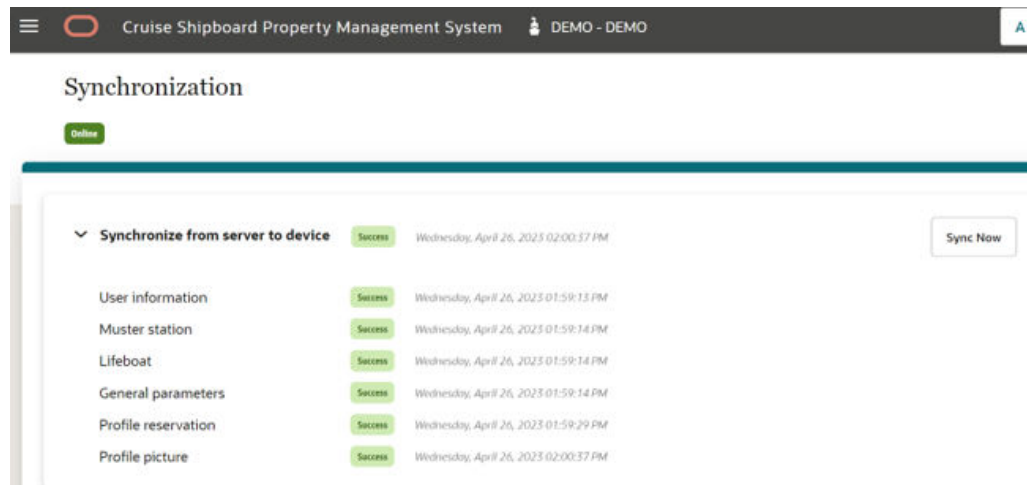 Cruise Shipboard Property Management System DEMO - DEMO A
Synchronization
Online
Synchronize from server to device Success Wednesday, April 26, 2023 02:00:37 PM Sync Now
User information Success Wednesday, April 26, 2023 01:59:13 PM
Muster station Success Wednesday, April 26, 2023 01:59:14 PM
Lifeboat Success Wednesday, April 26, 2023 01:59:14 PM
General parameters Success Wednesday, April 26, 2023 01:59:14 PM
Profile reservation Success Wednesday, April 26, 2023 01:59:29 PM
Profile picture Success Wednesday, April 26, 2023 02:00:37 PM